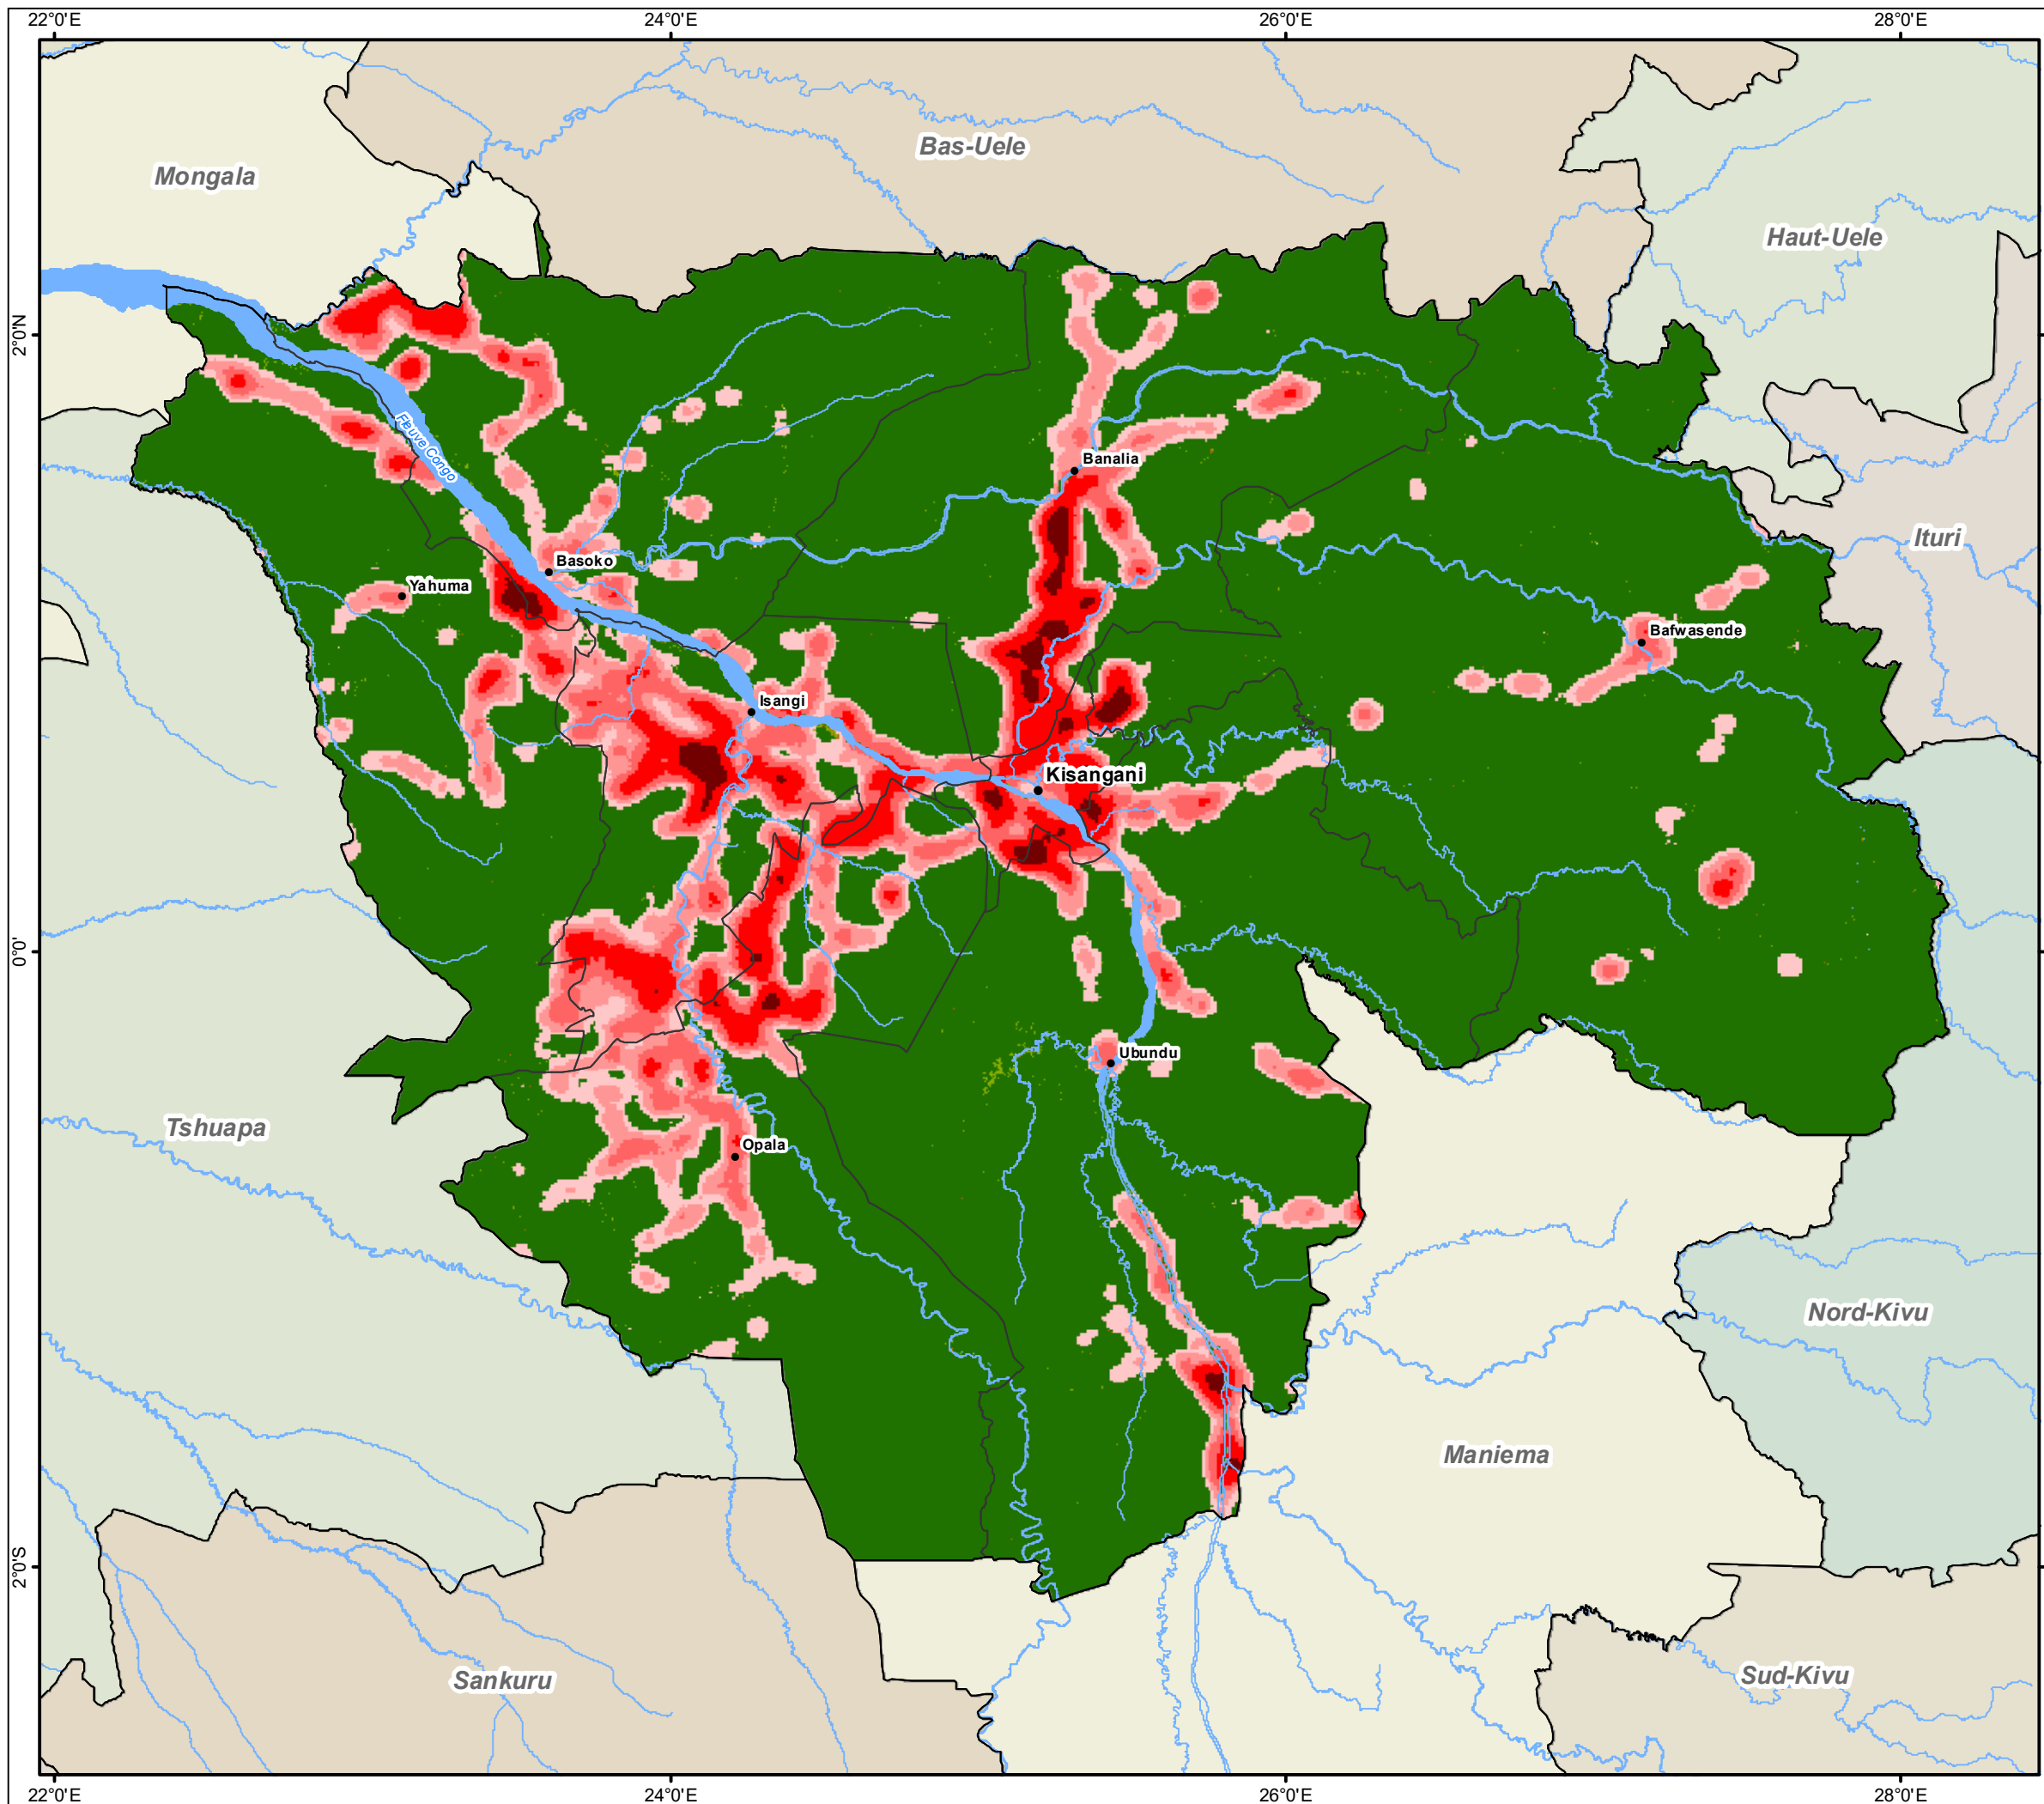 22°0'E 24°0'E 26°0'E 28°0'E
Bas-Uele
Mongala
Haut-Uele
2°0'N
Fleuve Congo
Banalia
Ituri
Basoko
Yahuma
Bafwasende
Isangi
Kisangani
0°0'
Ubundu
Tshuapa
Opala
Nord-Kivu
Maniema
2°0'S
Sankuru
Sud-Kivu
22°0'E 24°0'E 26°0'E 28°0'E